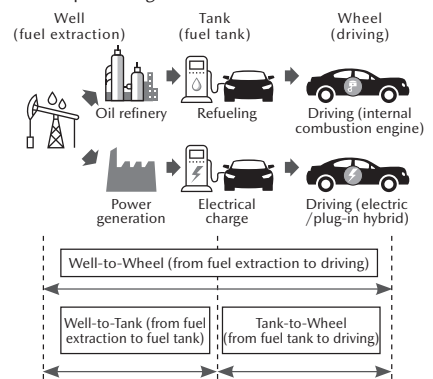 Well
(fuel extraction)
Tank
(fuel tank)
Wheel
(driving)
Oil refinery
Refueling
Driving (internal
combustion engine)
Power
generation
Electrical
charge
Driving (electric
/plug-in hybrid)
Well-to-Wheel (from fuel extraction to driving)
Well-to-Tank (from fuel
extraction to fuel tank)
Tank-to-Wheel
(from fuel tank to driving)